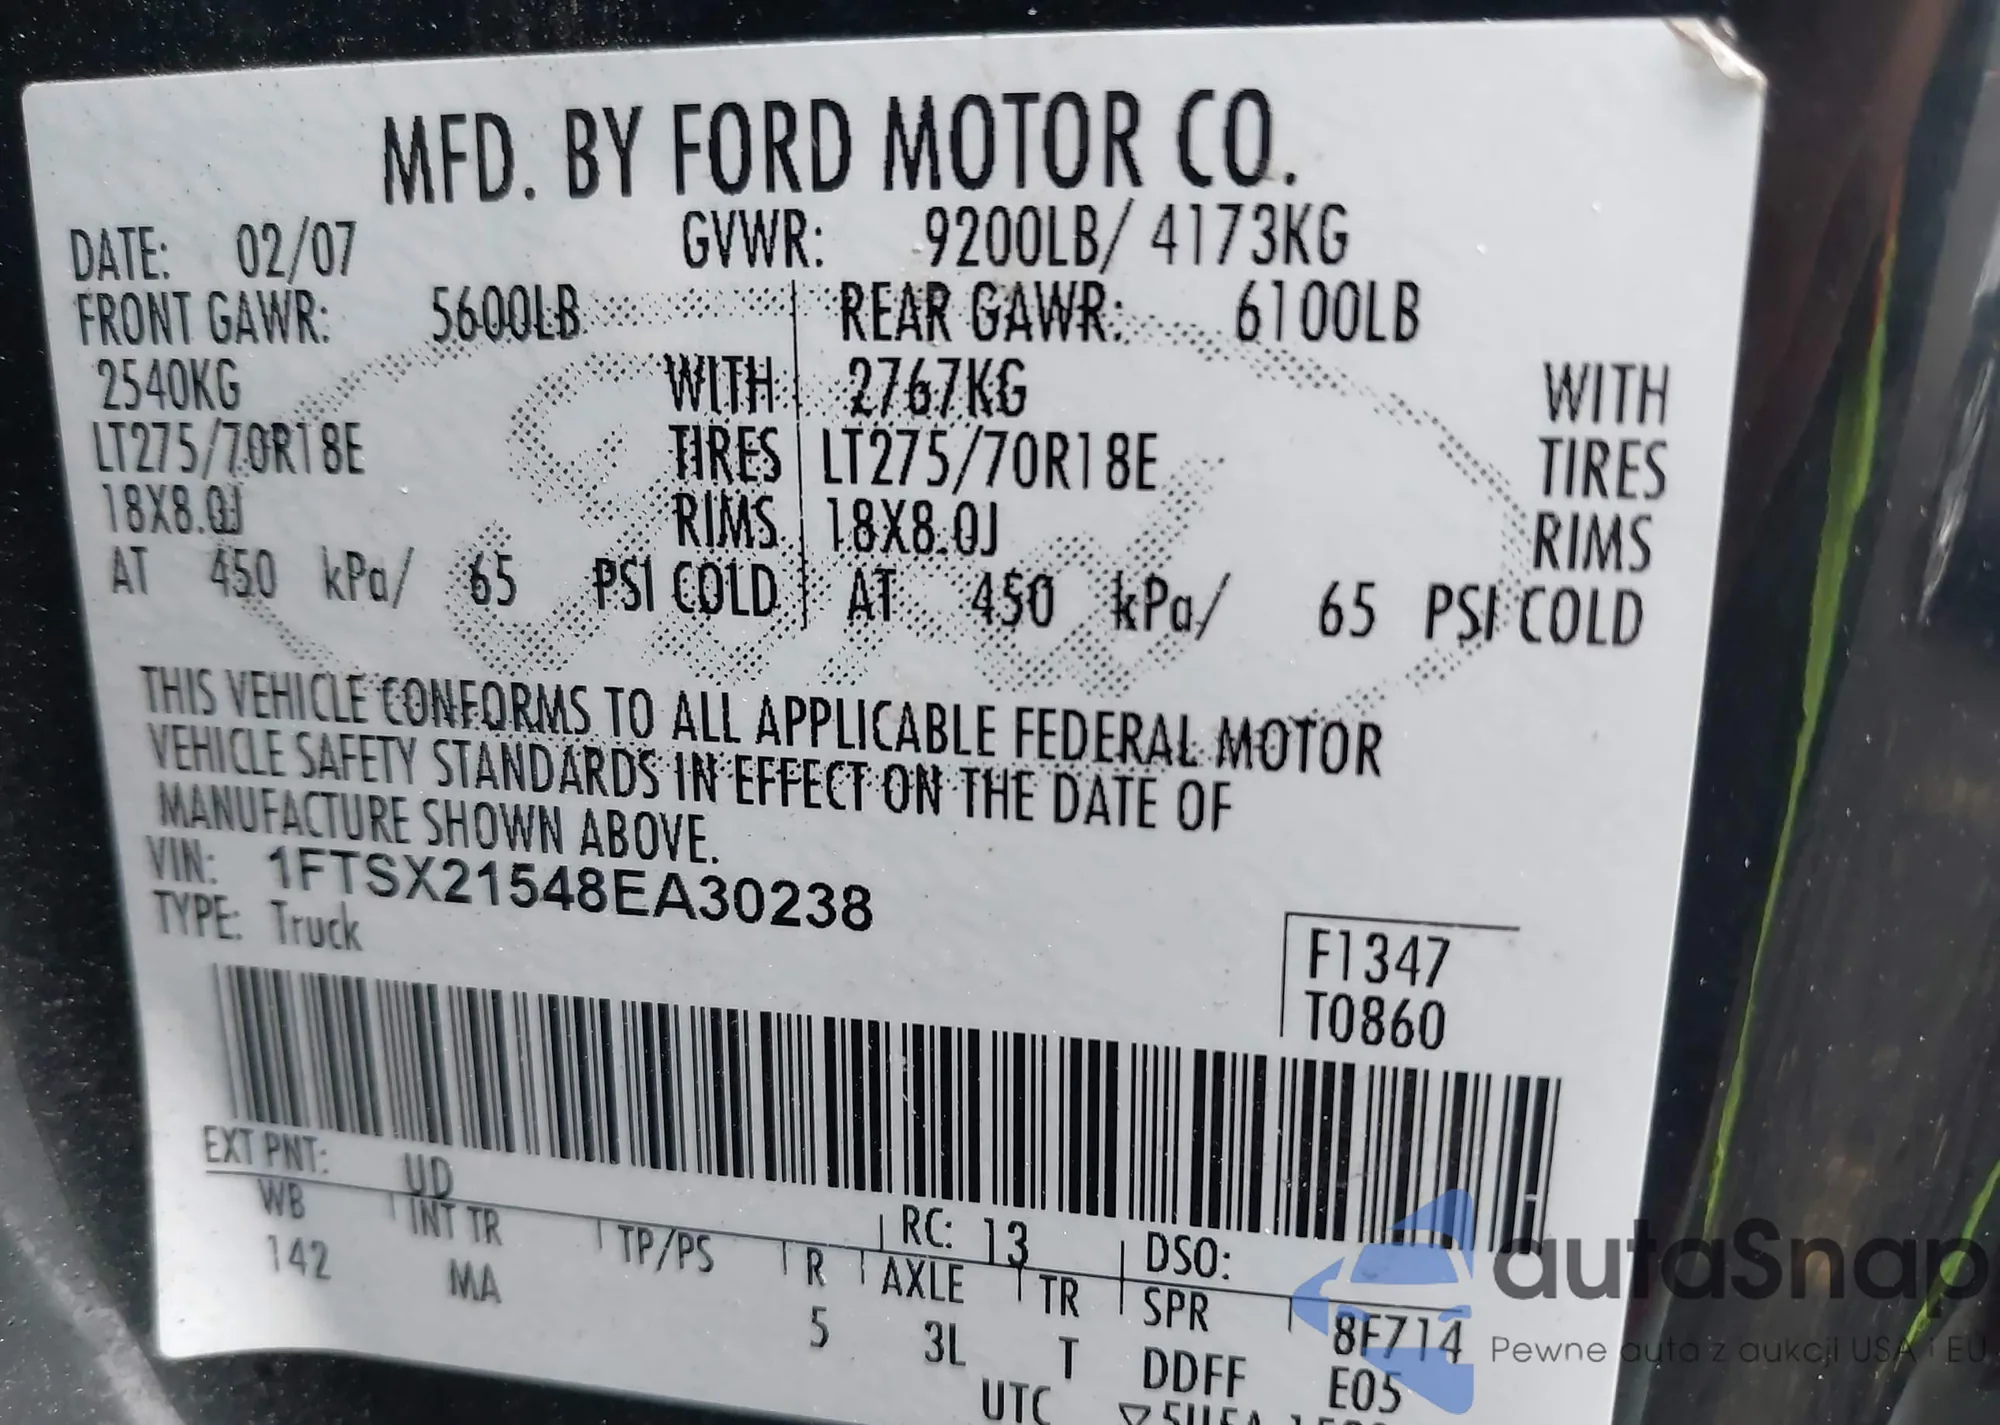 MFD. BY FORD MOTOR CO.
DATE: 02/07 GVWR: 9200LB/ 4173KG
FRONT GAWR: 5600LB REAR GAWR: 6100LB
2540KG WITH 2767KG WITH
LT275/70R18E TIRES LT275/70R18E TIRES
18X8.0J RIMS 18X8.0J RIMS
AT 450 kPa/ 65 PSI COLD AT 450 kPa/ 65 PSI COLD
THIS VEHICLE CONFORMS TO ALL APPLICABLE FEDERAL MOTOR
VEHICLE SAFETY STANDARDS IN EFFECT ON THE DATE OF
MANUFACTURE SHOWN ABOVE.
VIN: 1FTSX21548EA30238
TYPE: Truck
F1347
T0860
EXT PNT: UD RC: 13 DSO:
WB INT TR TP/PS R AXLE TR SPR 8F714
142 MA 5 3L T DDFF E05
UTC
autaSnap
Pewne auta z aukcji USA i EU